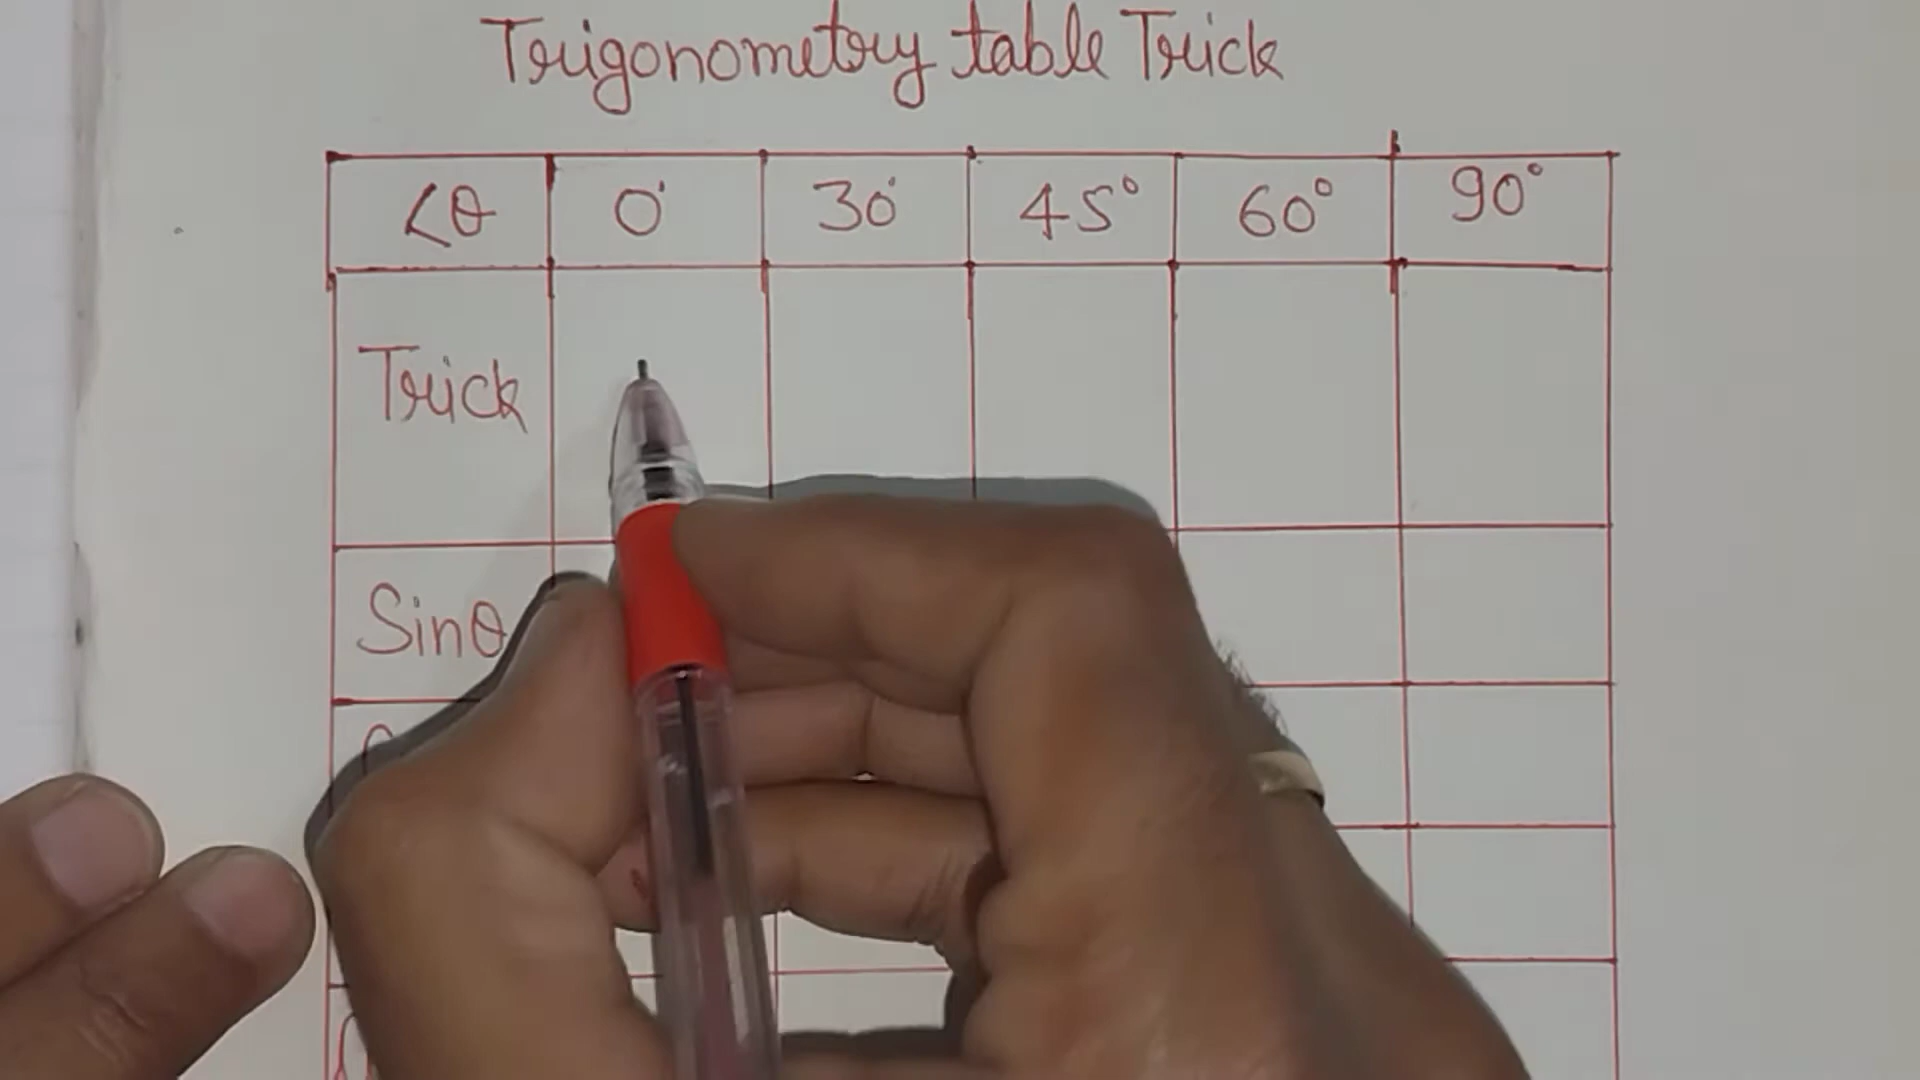 Trigonometry table Trick
<θ 0° 30° 45° 60° 90°
Trick
Sinθ